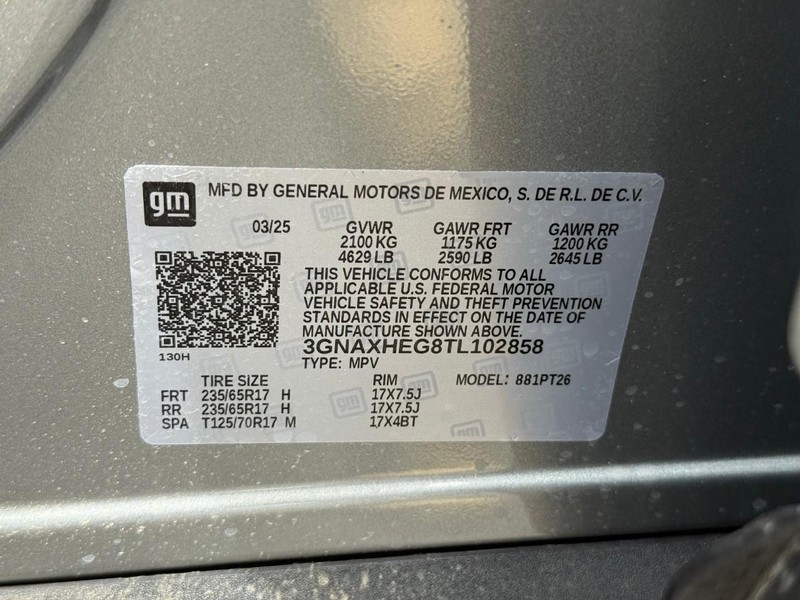 gm MFD BY GENERAL MOTORS DE MEXICO, S. DE R.L. DE C.V.
03/25 GVWR GAWR FRT GAWR RR
2100 KG 1175 KG 1200 KG
4629 LB 2590 LB 2645 LB
THIS VEHICLE CONFORMS TO ALL
APPLICABLE U.S. FEDERAL MOTOR
VEHICLE SAFETY AND THEFT PREVENTION
STANDARDS IN EFFECT ON THE DATE OF
MANUFACTURE SHOWN ABOVE.
3GNAXHEG8TL102858
130H
TYPE: MPV
TIRE SIZE RIM MODEL: 881PT26
FRT 235/65R17 H 17X7.5J
RR 235/65R17 H 17X7.5J
SPA T125/70R17 M 17X4BT